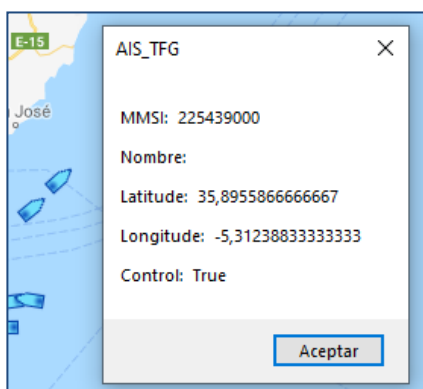 E-15
José
AIS_TFG
MMSI: 225439000
Nombre:
Latitude: 35,8955866666667
Longitude: -5,31238833333333
Control: True
Aceptar